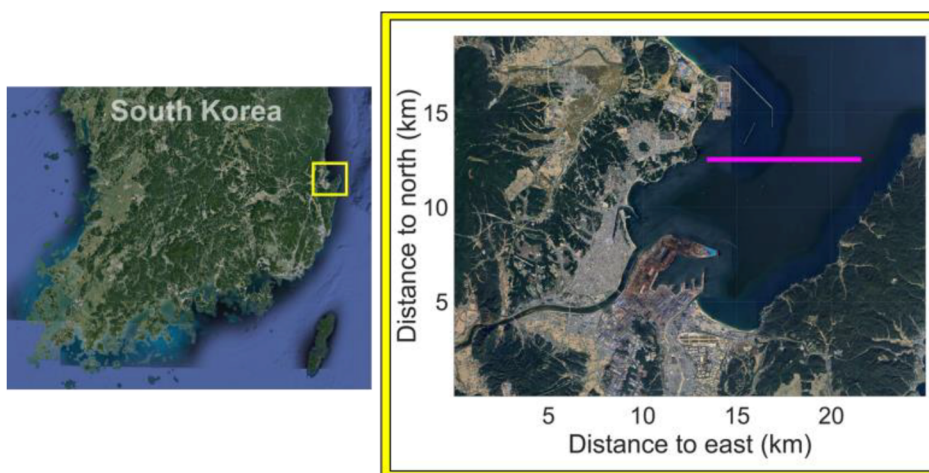 South Korea
Distance to north (km)
15
10
5
5 10 15 20
Distance to east (km)